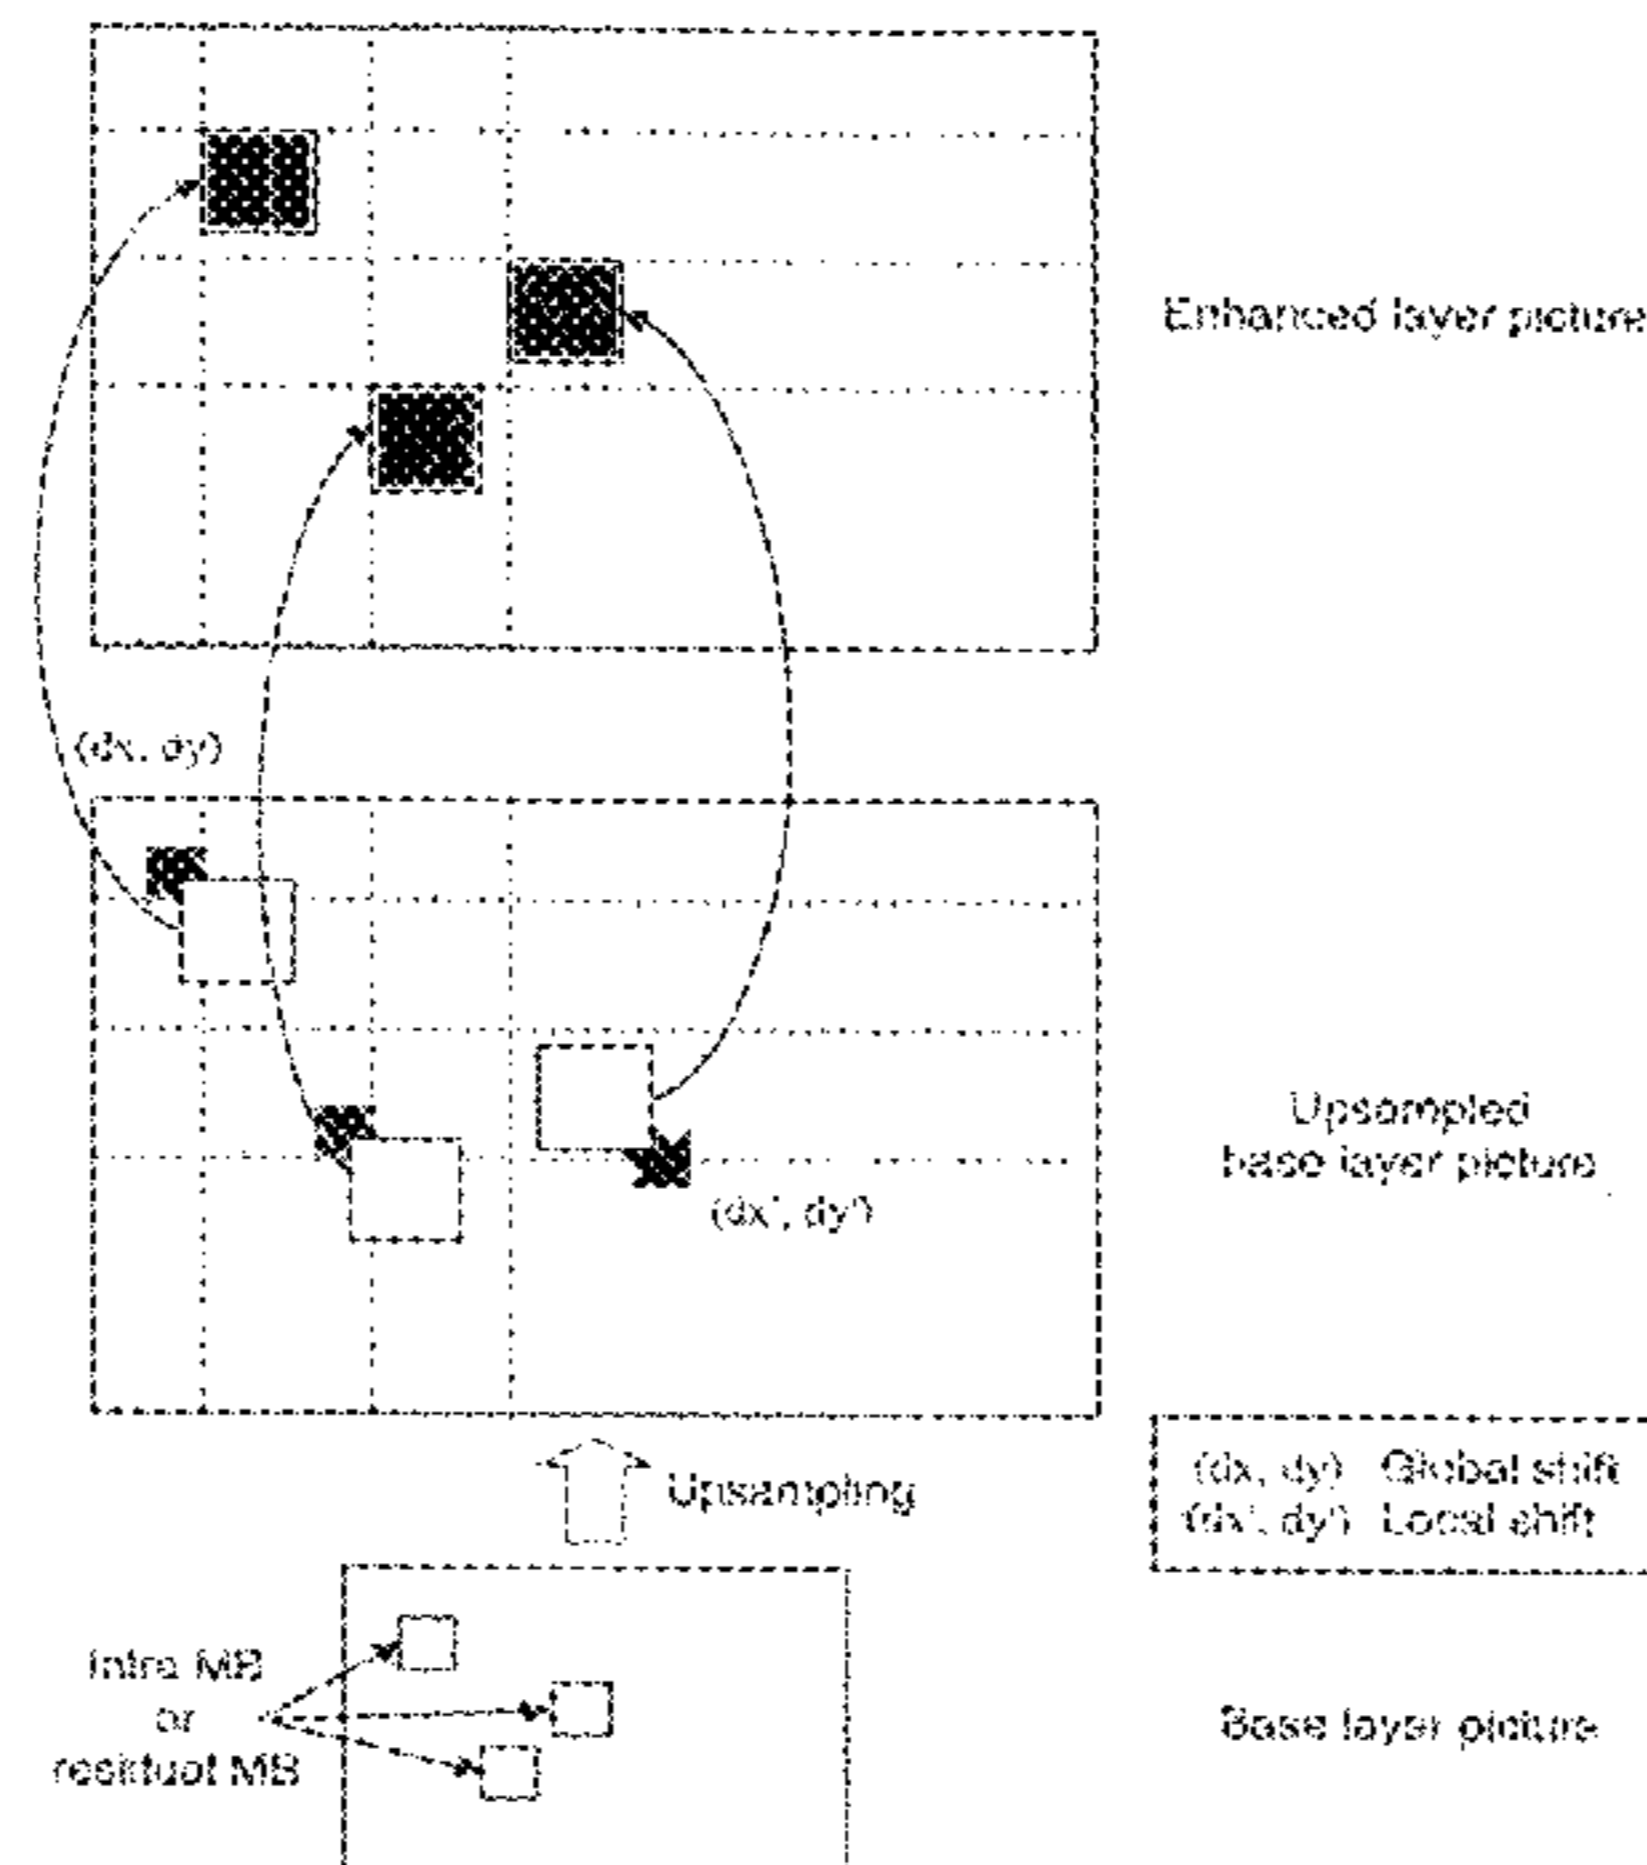 Enhanced layer picture
(dx, dy)
Upsampled
base layer picture
(dx', dy')
Upsampling
(dx, dy) Global shift
(dx', dy') Local shift
Intra MB
or
residual MB
Base layer picture